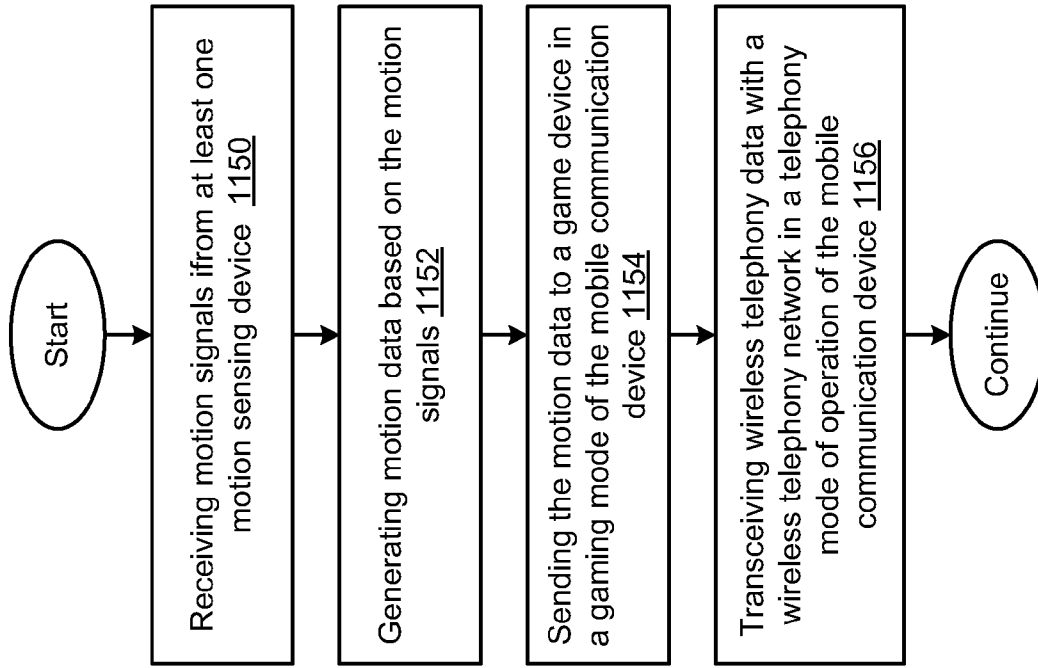 Start
Receiving motion signals ifrom at least one
motion sensing device 1150
Generating motion data based on the motion
signals 1152
Sending the motion data to a game device in
a gaming mode of the mobile communication
device 1154
Transceiving wireless telephony data with a
wireless telephony network in a telephony
mode of operation of the mobile
communication device 1156
Continue